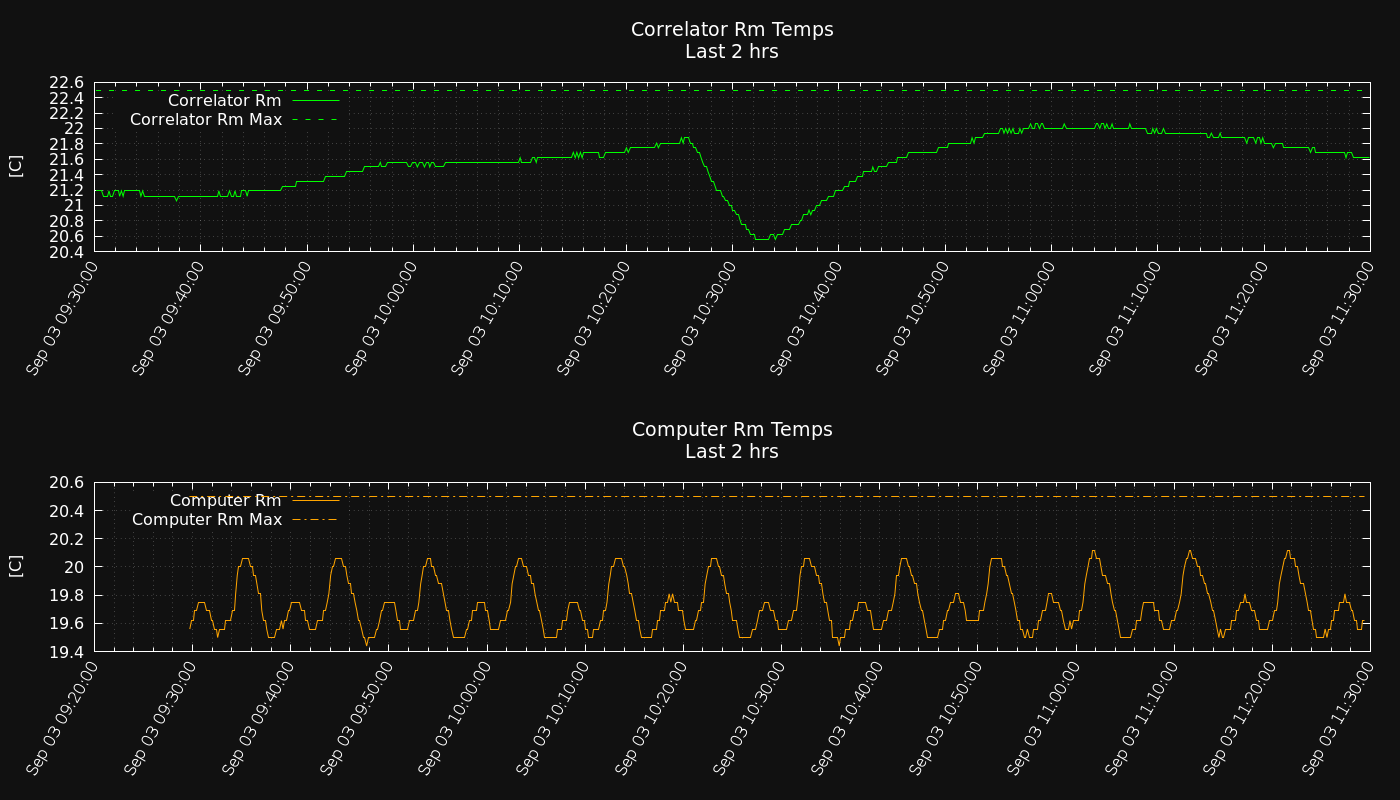 Correlator Rm Temps
Last 2 hrs
22.6
22.4
22.2
22
21.8
21.6
21.4
21.2
21
20.8
20.6
20.4
[C]
Correlator Rm
Correlator Rm Max
Sep 03 09:30:00
Sep 03 09:40:00
Sep 03 09:50:00
Sep 03 10:00:00
Sep 03 10:10:00
Sep 03 10:20:00
Sep 03 10:30:00
Sep 03 10:40:00
Sep 03 10:50:00
Sep 03 11:00:00
Sep 03 11:10:00
Sep 03 11:20:00
Sep 03 11:30:00
Computer Rm Temps
Last 2 hrs
20.6
20.4
20.2
20
19.8
19.6
19.4
[C]
Computer Rm
Computer Rm Max
Sep 03 09:20:00
Sep 03 09:30:00
Sep 03 09:40:00
Sep 03 09:50:00
Sep 03 10:00:00
Sep 03 10:10:00
Sep 03 10:20:00
Sep 03 10:30:00
Sep 03 10:40:00
Sep 03 10:50:00
Sep 03 11:00:00
Sep 03 11:10:00
Sep 03 11:20:00
Sep 03 11:30:00